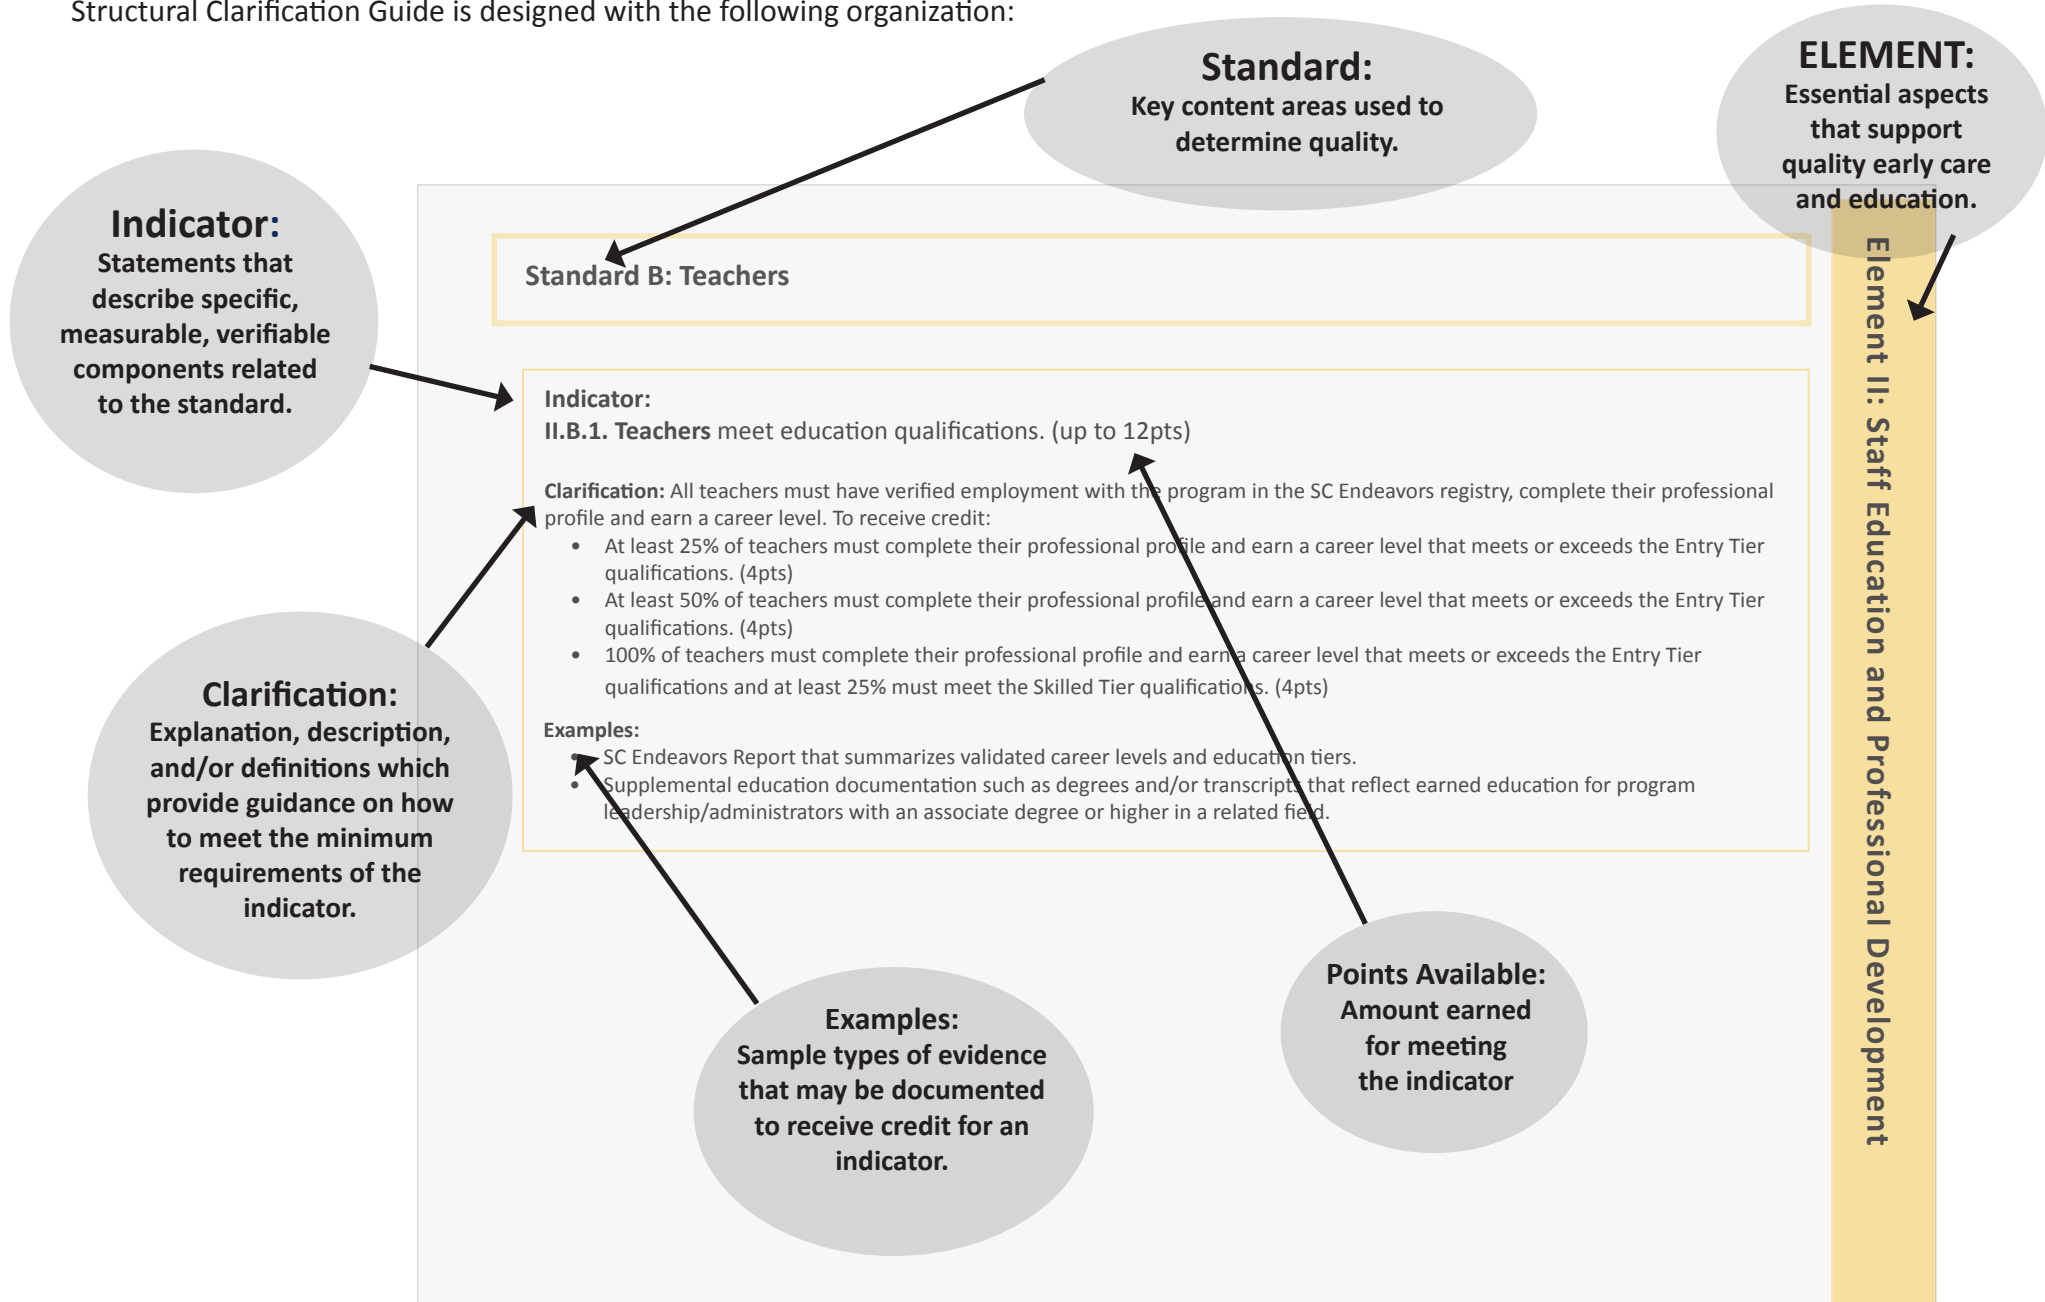 Structural Clarification Guide is designed with the following organization:
Standard:
Key content areas used to
determine quality.
ELEMENT:
Essential aspects
that support
quality early care
and education.
Indicator:
Statements that
describe specific,
measurable, verifiable
components related
to the standard.
Standard B: Teachers
Element II: Staff Education and Professional Development
Indicator:
II.B.1. Teachers meet education qualifications. (up to 12pts)
Clarification: All teachers must have verified employment with the program in the SC Endeavors registry, complete their professional
profile and earn a career level. To receive credit:
• At least 25% of teachers must complete their professional profile and earn a career level that meets or exceeds the Entry Tier
qualifications. (4pts)
• At least 50% of teachers must complete their professional profile and earn a career level that meets or exceeds the Entry Tier
qualifications. (4pts)
• 100% of teachers must complete their professional profile and earn a career level that meets or exceeds the Entry Tier
qualifications and at least 25% must meet the Skilled Tier qualifications. (4pts)
Examples:
• SC Endeavors Report that summarizes validated career levels and education tiers.
• Supplemental education documentation such as degrees and/or transcripts that reflect earned education for program
leadership/administrators with an associate degree or higher in a related field.
Clarification:
Explanation, description,
and/or definitions which
provide guidance on how
to meet the minimum
requirements of the
indicator.
Examples:
Sample types of evidence
that may be documented
to receive credit for an
indicator.
Points Available:
Amount earned
for meeting
the indicator